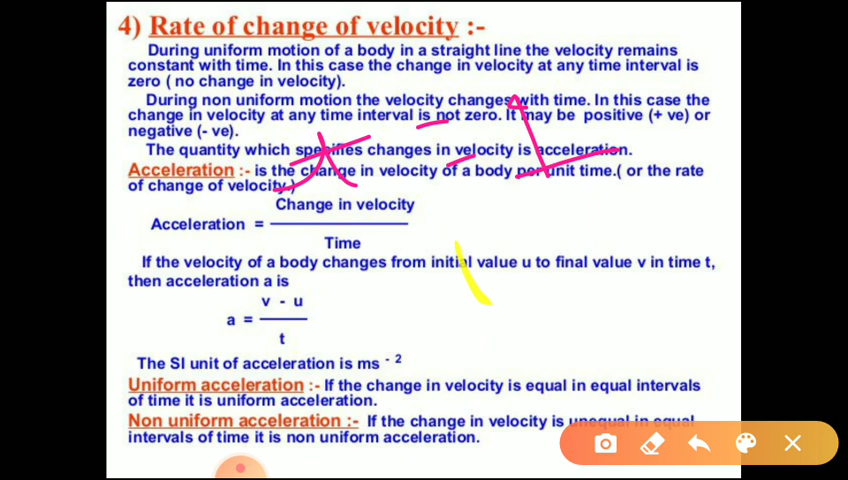 4) Rate of change of velocity :-
During uniform motion of a body in a straight line the velocity remains
constant with time. In this case the change in velocity at any time interval is
zero ( no change in velocity).
During non uniform motion the velocity changes with time. In this case the
change in velocity at any time interval is not zero. It may be positive (+ ve) or
negative (- ve).
The quantity which specifies changes in velocity is acceleration.
Acceleration :- is the change in velocity of a body per unit time.( or the rate
of change of velocity.)
Change in velocity
Acceleration =
Time
If the velocity of a body changes from initial value u to final value v in time t,
then acceleration a is
v - u
a =
t
The SI unit of acceleration is ms - 2
Uniform acceleration :- If the change in velocity is equal in equal intervals
of time it is uniform acceleration.
Non uniform acceleration :- If the change in velocity is unequal in equal
intervals of time it is non uniform acceleration.